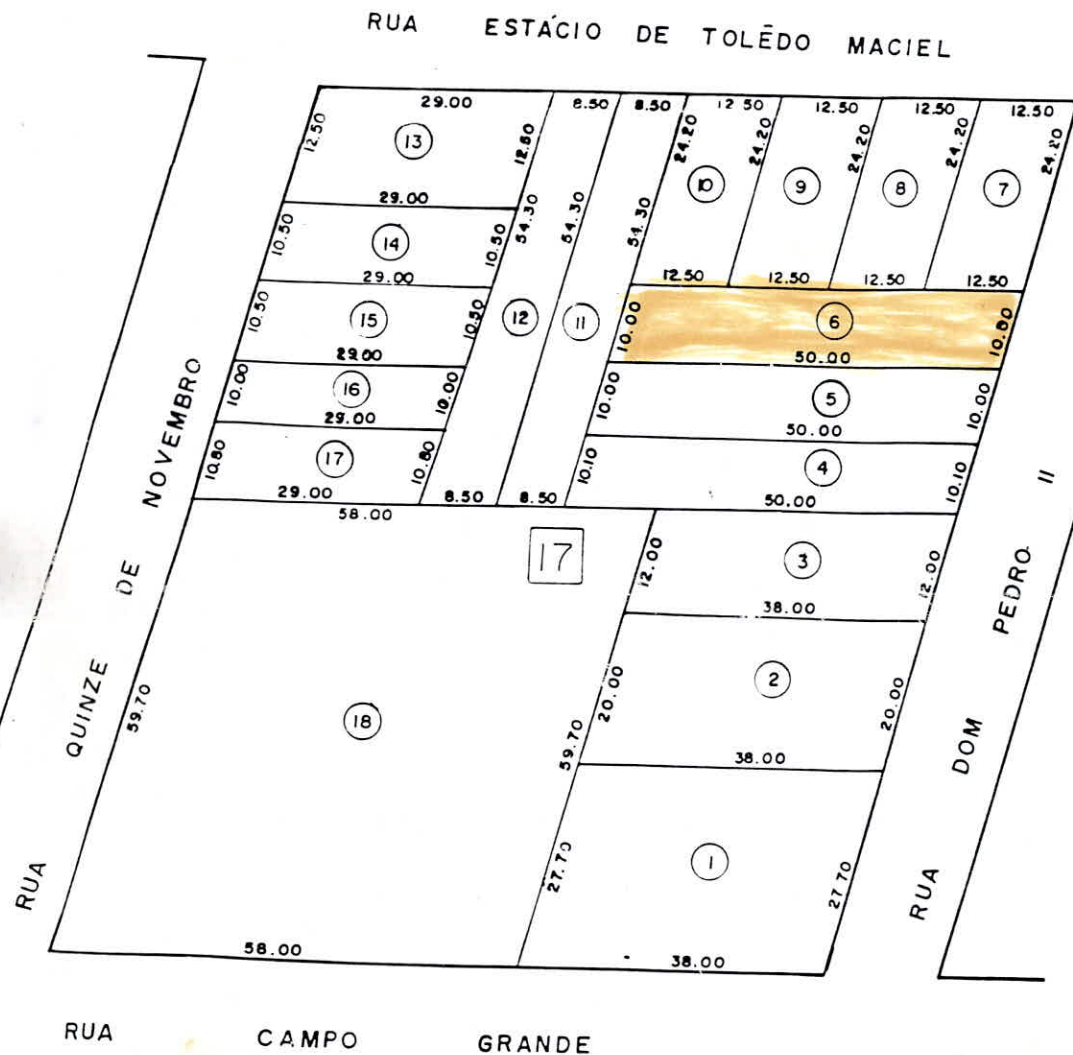 RUA ESTÁCIO DE TOLÊDO MACIEL
29.00 8.50 8.50 12.50 12.50 12.50 12.50
12.50 13 12.50 24.20 24.20 24.20 24.20 24.20
10 9 8 7
29.00
10.50 14 10.50 54.30 54.30 54.30
29.00 12.50 12.50 12.50 12.50
10.50 15 10.50 12 11 10.00 6 10.80
29.00 50.00
10.00 16 10.00 10.00 5 10.00
29.00 50.00
10.80 17 10.80 10.10 4 10.10
29.00 8.50 8.50 50.00
58.00
17
12.00 3 12.00
38.00
20.00 2 20.00
38.00
59.70 18 59.70
27.70 1 27.70
58.00 38.00
RUA QUINZE DE NOVEMBRO
RUA DOM PEDRO II
RUA CAMPO GRANDE